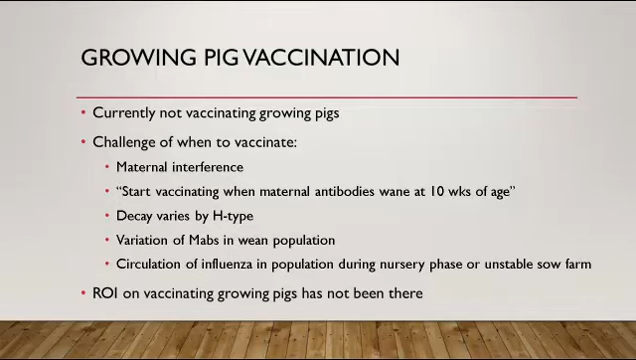 GROWING PIG VACCINATION
• Currently not vaccinating growing pigs
• Challenge of when to vaccinate:
• Maternal interference
• “Start vaccinating when maternal antibodies wane at 10 wks of age”
• Decay varies by H-type
• Variation of Mabs in wean population
• Circulation of influenza in population during nursery phase or unstable sow farm
• ROI on vaccinating growing pigs has not been there